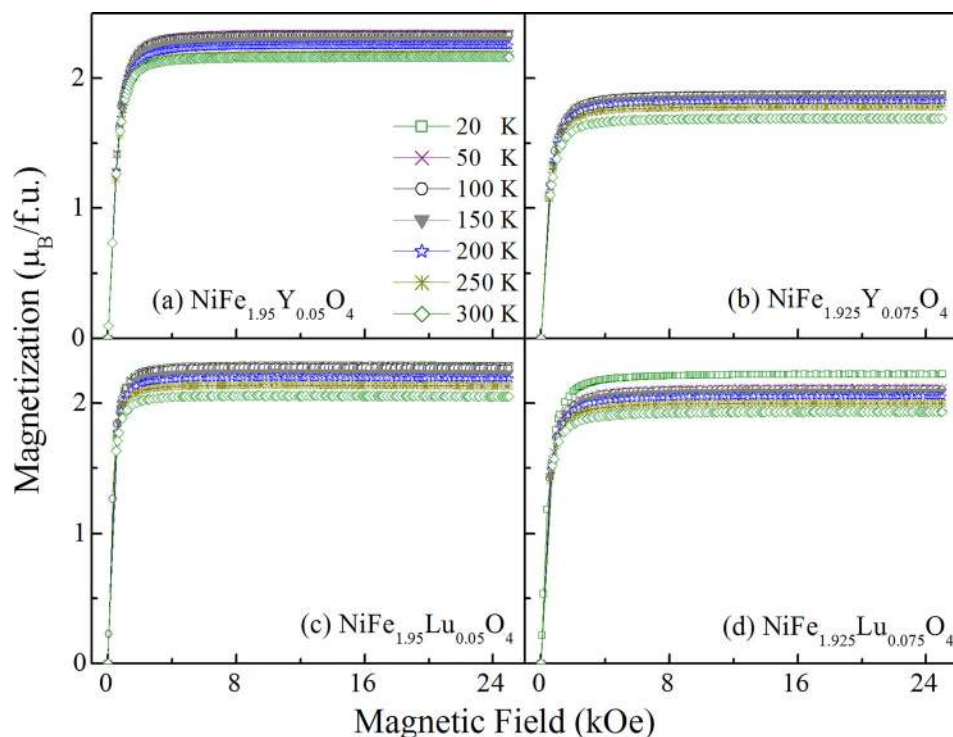 Magnetization (μ_B/f.u.)
2
1
0
20 K
50 K
100 K
150 K
200 K
250 K
300 K
(a) NiFe₁.₉₅Y₀.₀₅O₄
(b) NiFe₁.₉₂₅Y₀.₀₇₅O₄
2
1
0
(c) NiFe₁.₉₅Lu₀.₀₅O₄
(d) NiFe₁.₉₂₅Lu₀.₀₇₅O₄
0 8 16 24 0 8 16 24
Magnetic Field (kOe)